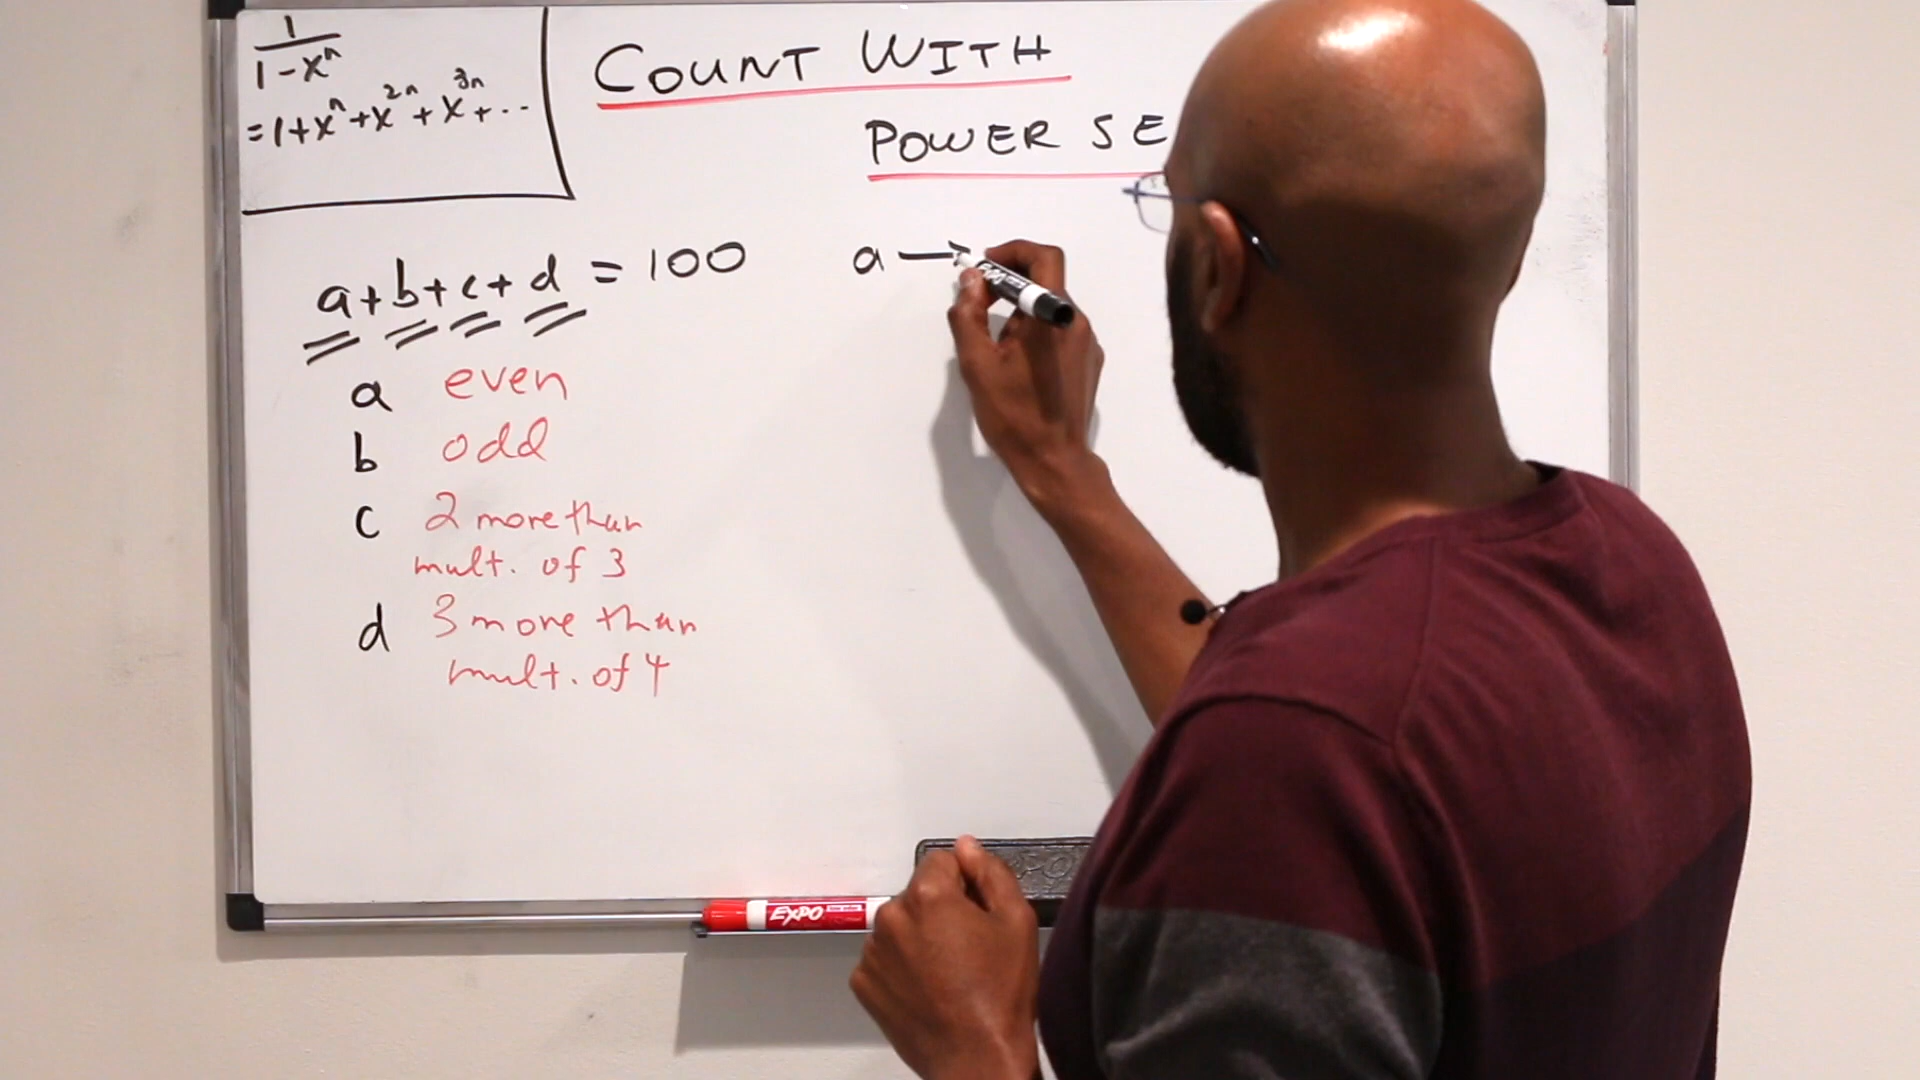 1
1-xⁿ
=1+xⁿ+x²ⁿ+x³ⁿ+...
COUNT WITH
POWER SE
a+b+c+d = 100
a →
a even
b odd
c 2 more than
mult. of 3
d 3 more than
mult. of 4
EXPO